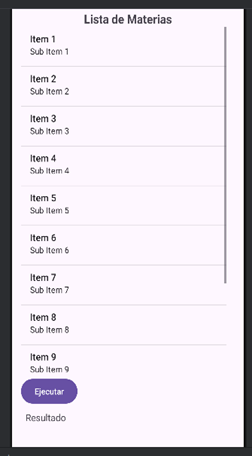 Lista de Materias
Item 1
Sub Item 1
Item 2
Sub Item 2
Item 3
Sub Item 3
Item 4
Sub Item 4
Item 5
Sub Item 5
Item 6
Sub Item 6
Item 7
Sub Item 7
Item 8
Sub Item 8
Item 9
Sub Item 9
Ejecutar
Resultado